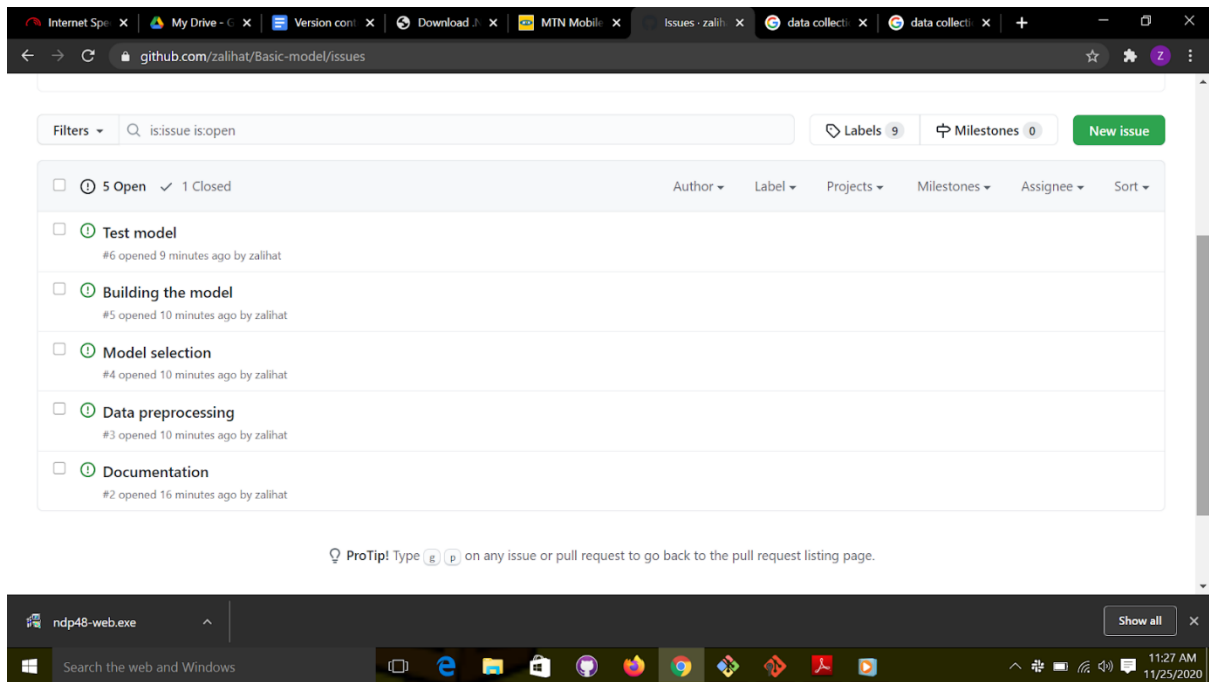 Internet Spe
My Drive - G
Version cont
Download .N
MTN Mobile
Issues · zalih
data collecti
data collecti
github.com/zalihat/Basic-model/issues
Z
Filters
is:issue is:open
Labels 9
Milestones 0
New issue
5 Open
1 Closed
Author
Label
Projects
Milestones
Assignee
Sort
Test model
#6 opened 9 minutes ago by zalihat
Building the model
#5 opened 10 minutes ago by zalihat
Model selection
#4 opened 10 minutes ago by zalihat
Data preprocessing
#3 opened 10 minutes ago by zalihat
Documentation
#2 opened 16 minutes ago by zalihat
ProTip! Type g p on any issue or pull request to go back to the pull request listing page.
ndp48-web.exe
Show all
Search the web and Windows
11:27 AM
11/25/2020